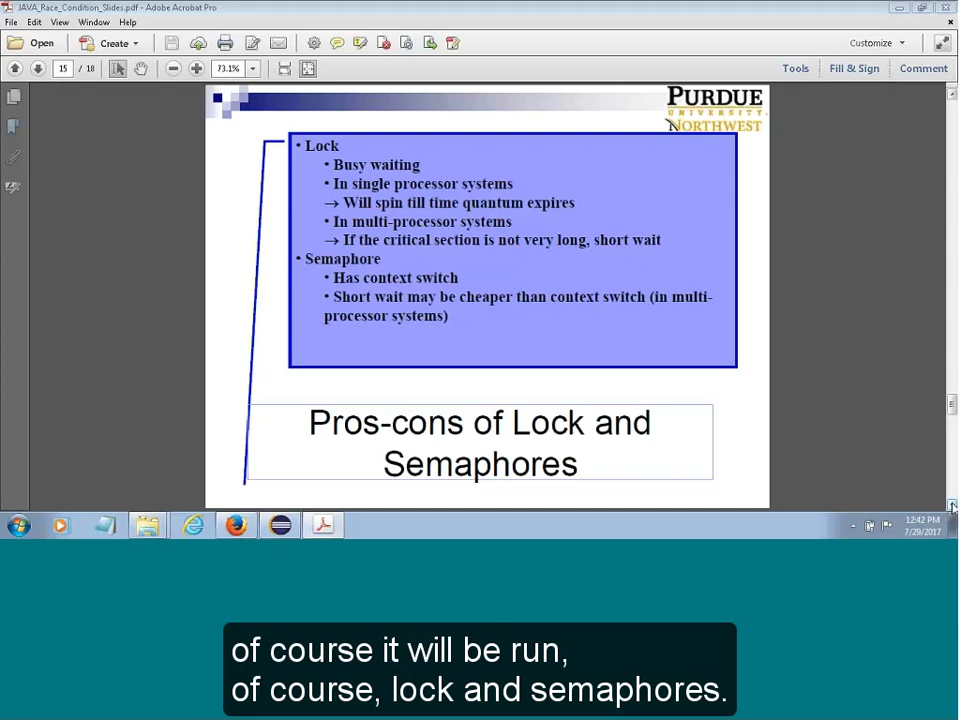 JAVA_Race_Condition_Slides.pdf - Adobe Acrobat Pro
File Edit View Window Help
Open Create Customize
15 / 18 73.1% Tools Fill & Sign Comment
PURDUE
UNIVERSITY
NORTHWEST
• Lock
• Busy waiting
• In single processor systems
→ Will spin till time quantum expires
• In multi-processor systems
→ If the critical section is not very long, short wait
• Semaphore
• Has context switch
• Short wait may be cheaper than context switch (in multi-
processor systems)
Pros-cons of Lock and
Semaphores
12:42 PM
7/29/2017
of course it will be run,
of course, lock and semaphores.